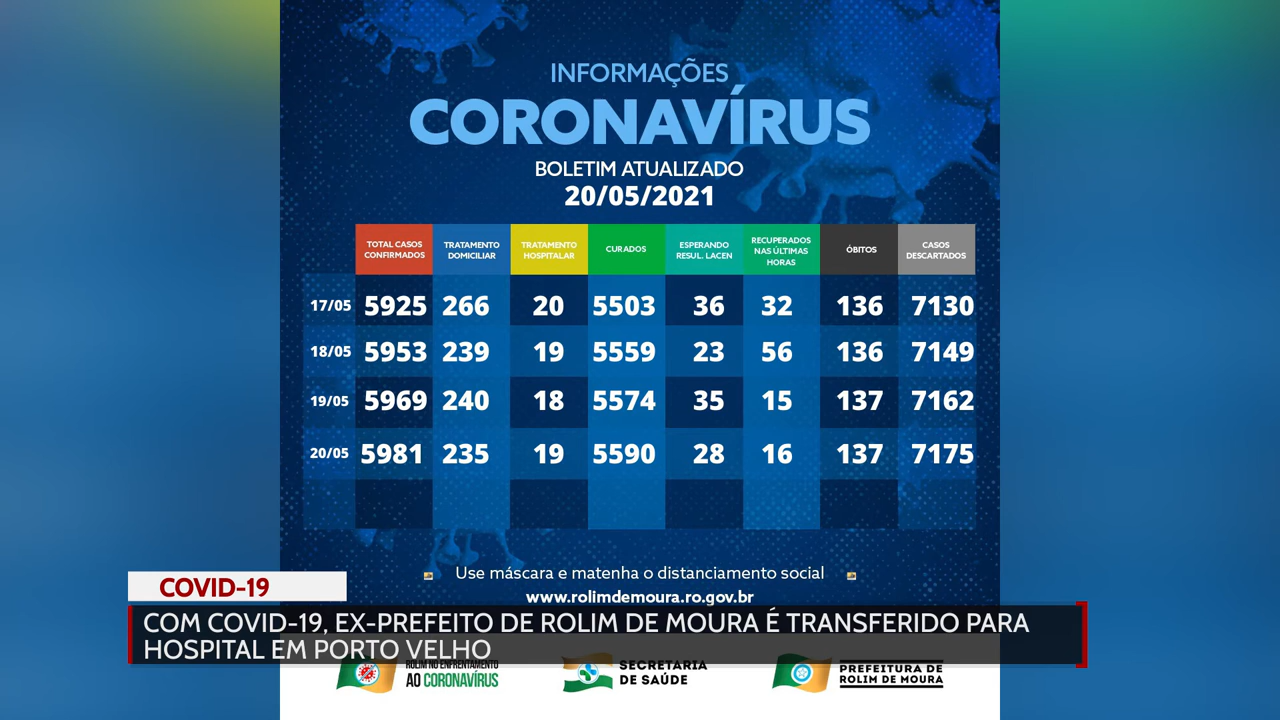 INFORMAÇÕES
CORONAVÍRUS
BOLETIM ATUALIZADO
20/05/2021
TOTAL CASOS CONFIRMADOS
TRATAMENTO DOMICILIAR
TRATAMENTO HOSPITALAR
CURADOS
ESPERANDO RESUL. LACEN
RECUPERADOS NAS ÚLTIMAS HORAS
ÓBITOS
CASOS DESCARTADOS
17/05 5925 266 20 5503 36 32 136 7130
18/05 5953 239 19 5559 23 56 136 7149
19/05 5969 240 18 5574 35 15 137 7162
20/05 5981 235 19 5590 28 16 137 7175
Use máscara e matenha o distanciamento social
www.rolimdemoura.ro.gov.br
COVID-19
COM COVID-19, EX-PREFEITO DE ROLIM DE MOURA É TRANSFERIDO PARA
HOSPITAL EM PORTO VELHO
ROLIM NO ENFRENTAMENTO
AO CORONAVÍRUS
SECRETARIA
DE SAÚDE
PREFEITURA DE
ROLIM DE MOURA